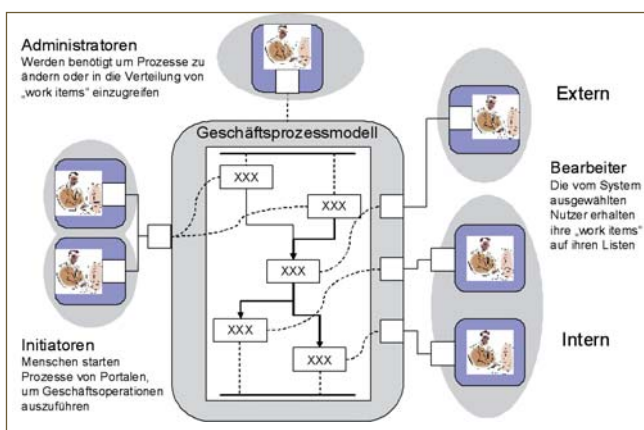 Administratoren
Werden benötigt um Prozesse zu
ändern oder in die Verteilung von
„work items" einzugreifen
Geschäftsprozessmodell
Extern
XXX
XXX
Bearbeiter
Die vom System
ausgewählten
Nutzer erhalten
ihre „work items"
auf ihren Listen
XXX
XXX
XXX
Initiatoren
Menschen starten
Prozesse von Portalen,
um Geschäftsoperationen
auszuführen
Intern